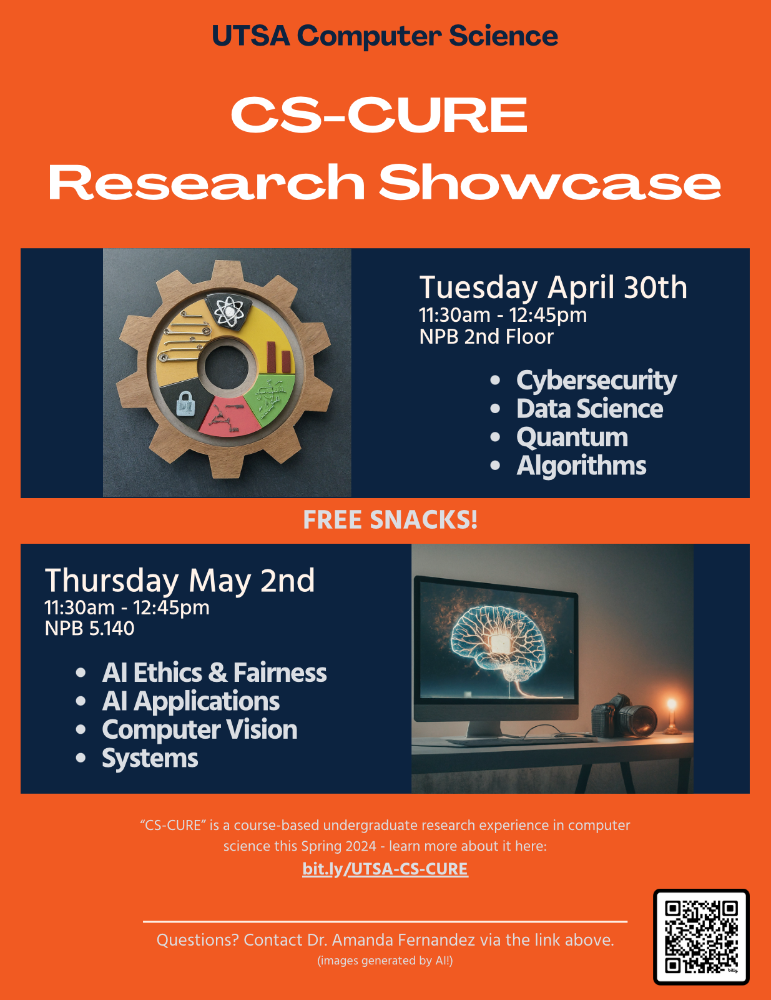 UTSA Computer Science
CS-CURE
Research Showcase
Tuesday April 30th
11:30am - 12:45pm
NPB 2nd Floor
• Cybersecurity
• Data Science
• Quantum
• Algorithms
FREE SNACKS!
Thursday May 2nd
11:30am - 12:45pm
NPB 5.140
• AI Ethics & Fairness
• AI Applications
• Computer Vision
• Systems
“CS-CURE” is a course-based undergraduate research experience in computer
science this Spring 2024 - learn more about it here:
bit.ly/UTSA-CS-CURE
Questions? Contact Dr. Amanda Fernandez via the link above.
(images generated by AI!)
bitly